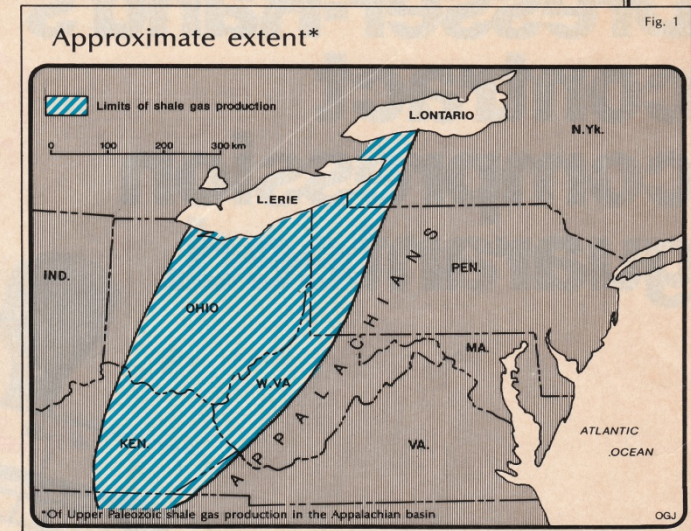 Fig. 1
Approximate extent*
Limits of shale gas production
0 100 200 300 km
L.ONTARIO
N.Yk.
L.ERIE
IND.
OHIO
PEN.
APPALACHIANS
MA.
W.VA
KEN.
VA.
ATLANTIC
OCEAN
*Of Upper Paleozoic shale gas production in the Appalachian basin
OGJ